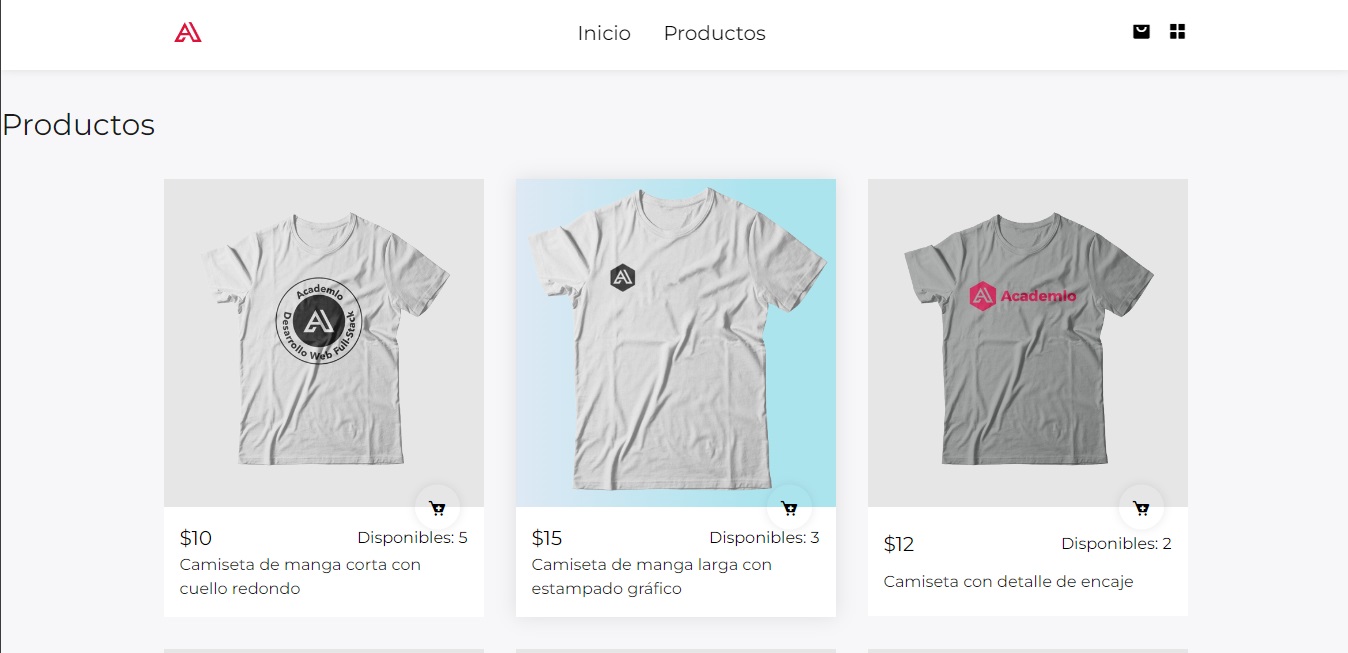 Inicio Productos
Productos
Academlo
Desarrollo Web Full-Stack
Academlo
$10 Disponibles: 5
Camiseta de manga corta con
cuello redondo
$15 Disponibles: 3
Camiseta de manga larga con
estampado gráfico
$12 Disponibles: 2
Camiseta con detalle de encaje